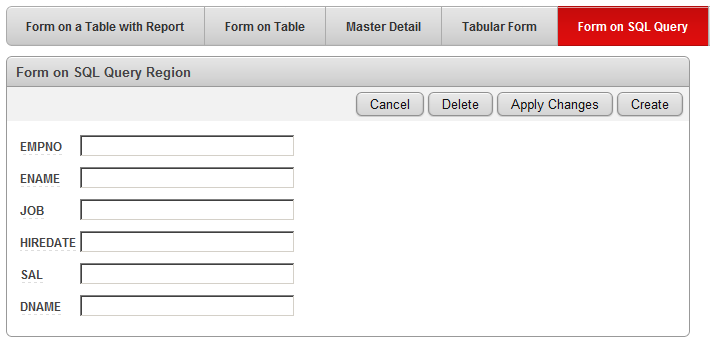 Form on a Table with Report Form on Table Master Detail Tabular Form Form on SQL Query
Form on SQL Query Region
Cancel Delete Apply Changes Create
EMPNO
ENAME
JOB
HIREDATE
SAL
DNAME